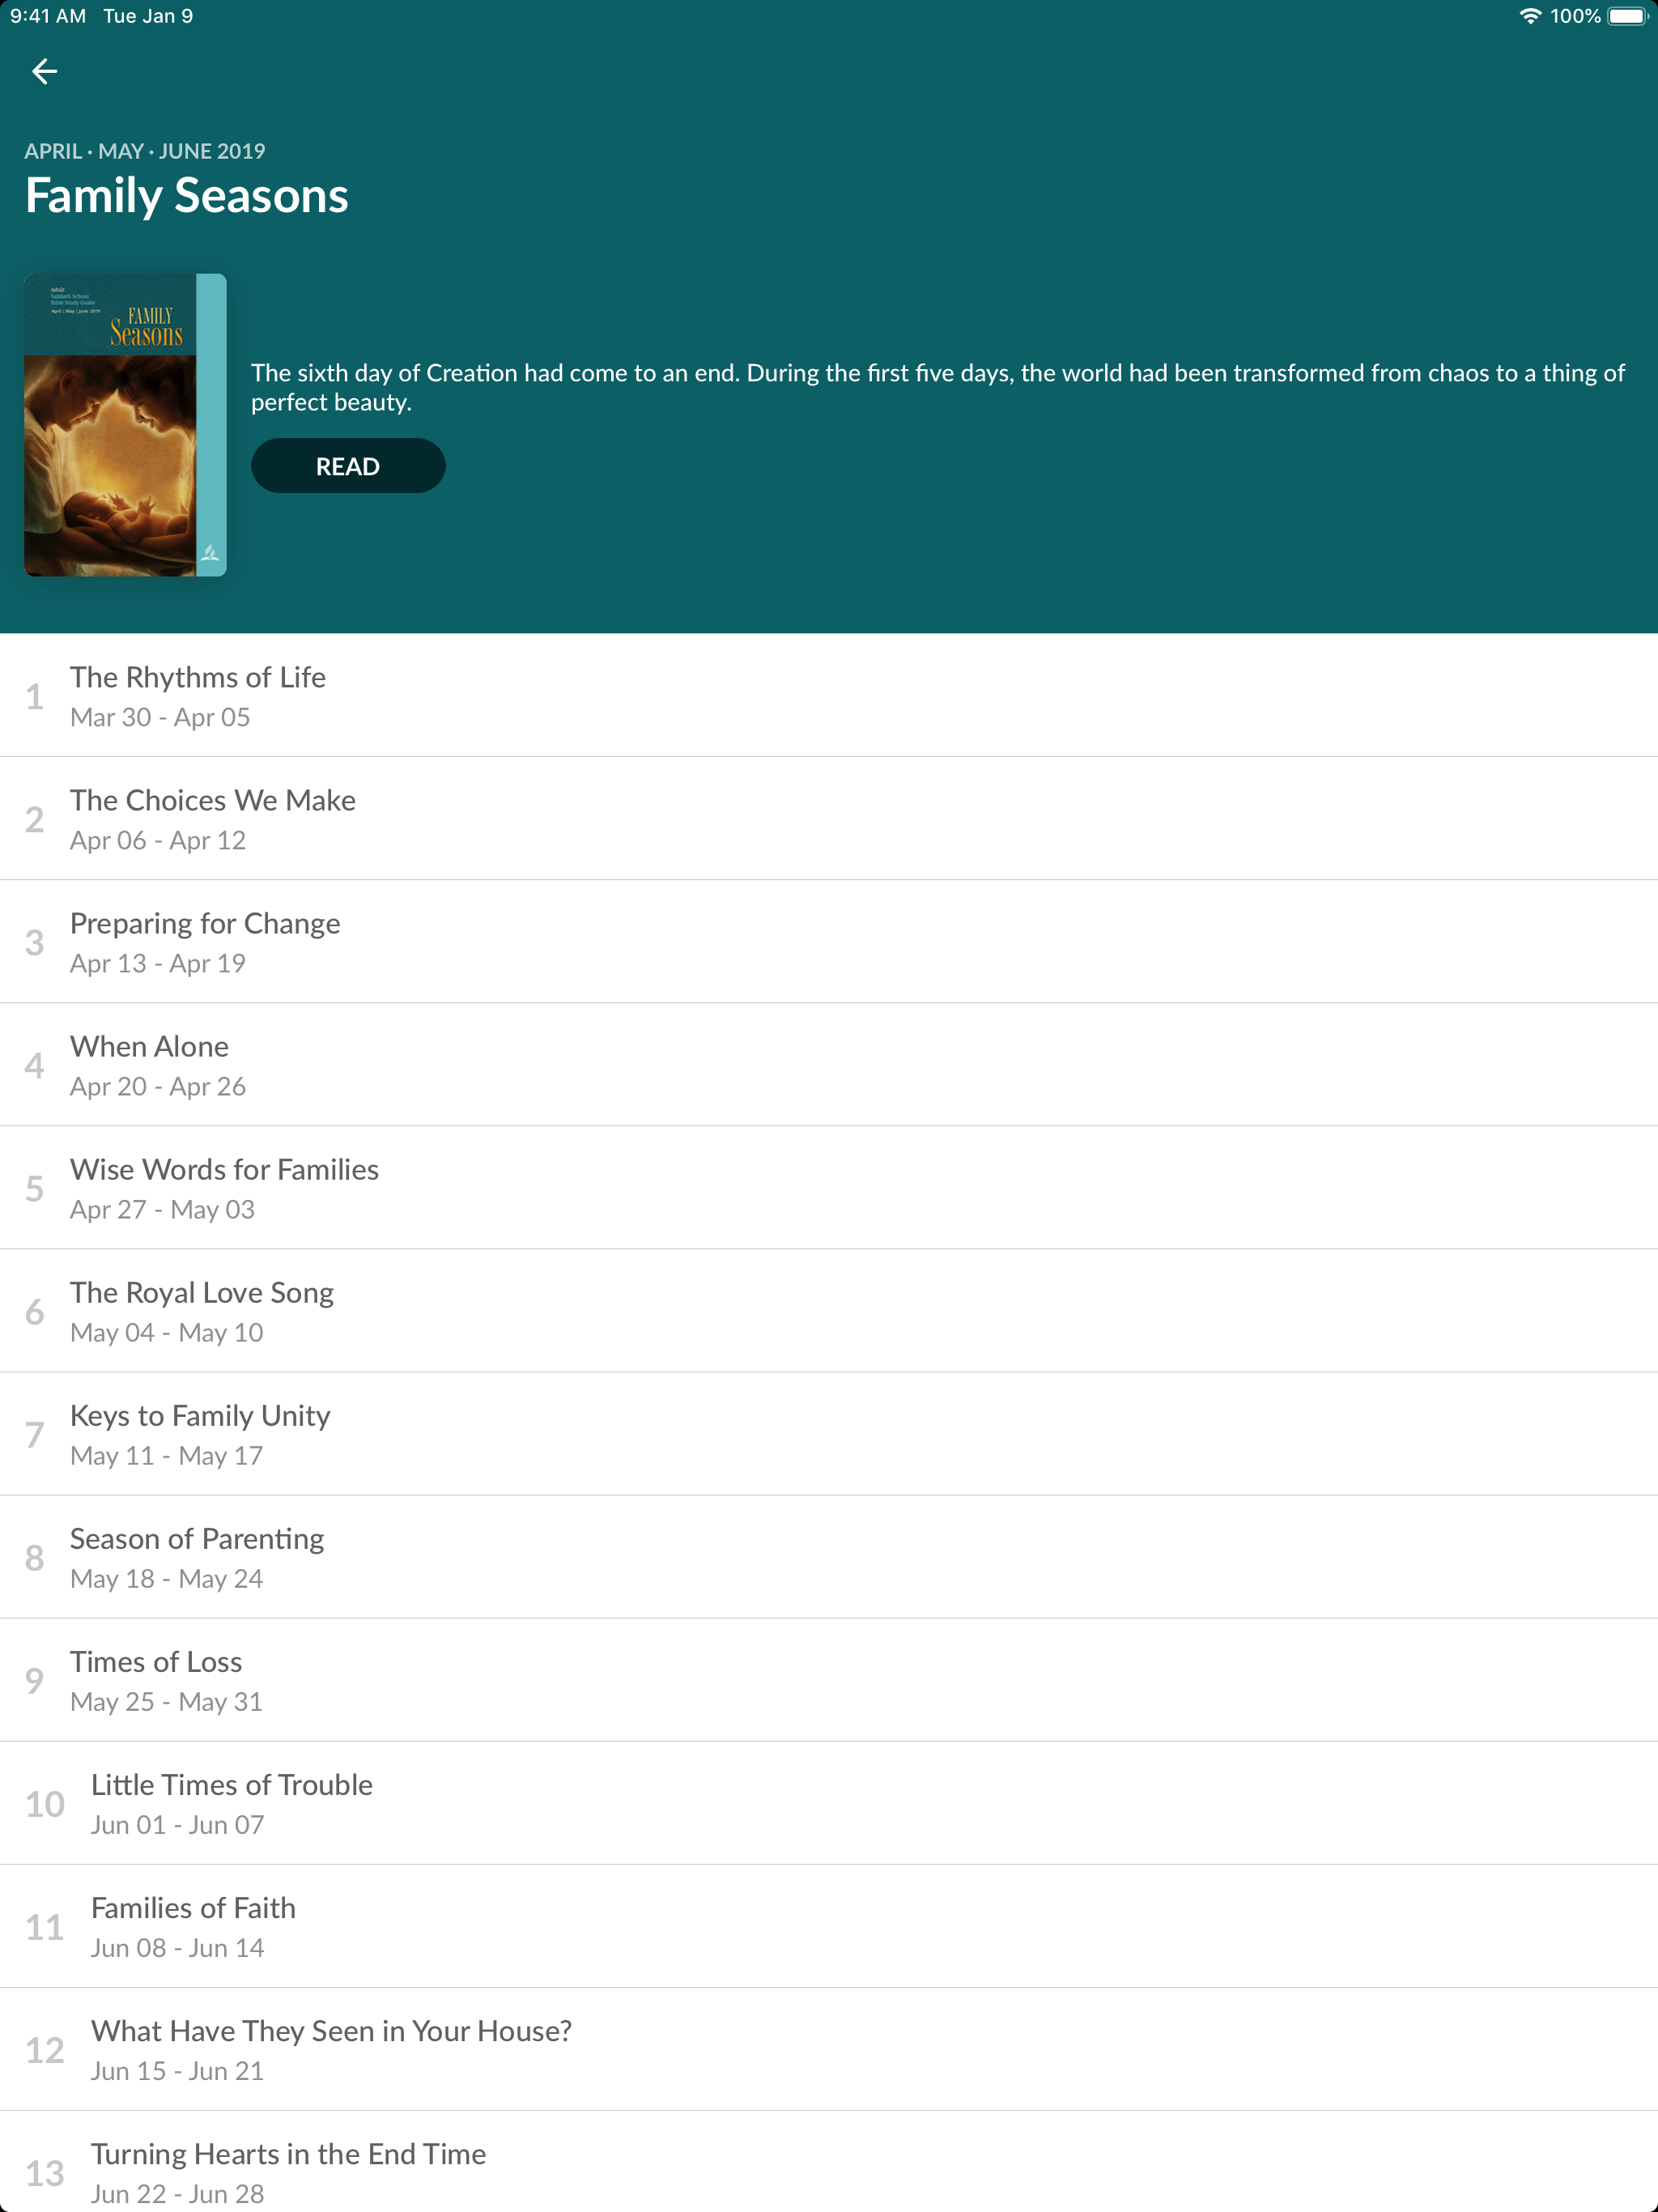 9:41 AM Tue Jan 9 100%
APRIL · MAY · JUNE 2019
Family Seasons
Adult
Sabbath School
Bible Study Guide
April | May | June 2019
FAMILY
Seasons
The sixth day of Creation had come to an end. During the first five days, the world had been transformed from chaos to a thing of
perfect beauty.
READ
1
The Rhythms of Life
Mar 30 - Apr 05
2
The Choices We Make
Apr 06 - Apr 12
3
Preparing for Change
Apr 13 - Apr 19
4
When Alone
Apr 20 - Apr 26
5
Wise Words for Families
Apr 27 - May 03
6
The Royal Love Song
May 04 - May 10
7
Keys to Family Unity
May 11 - May 17
8
Season of Parenting
May 18 - May 24
9
Times of Loss
May 25 - May 31
10
Little Times of Trouble
Jun 01 - Jun 07
11
Families of Faith
Jun 08 - Jun 14
12
What Have They Seen in Your House?
Jun 15 - Jun 21
13
Turning Hearts in the End Time
Jun 22 - Jun 28